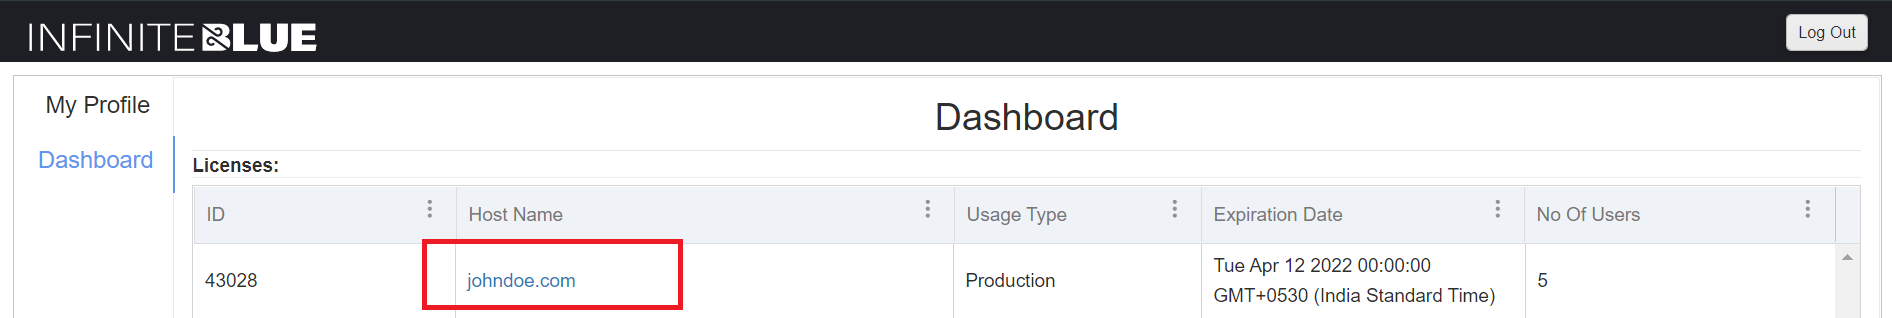 INFINITEBLUE
Log Out
My Profile
Dashboard
Dashboard
Licenses:
ID Host Name Usage Type Expiration Date No Of Users
43028 johndoe.com Production Tue Apr 12 2022 00:00:00 5
GMT+0530 (India Standard Time)